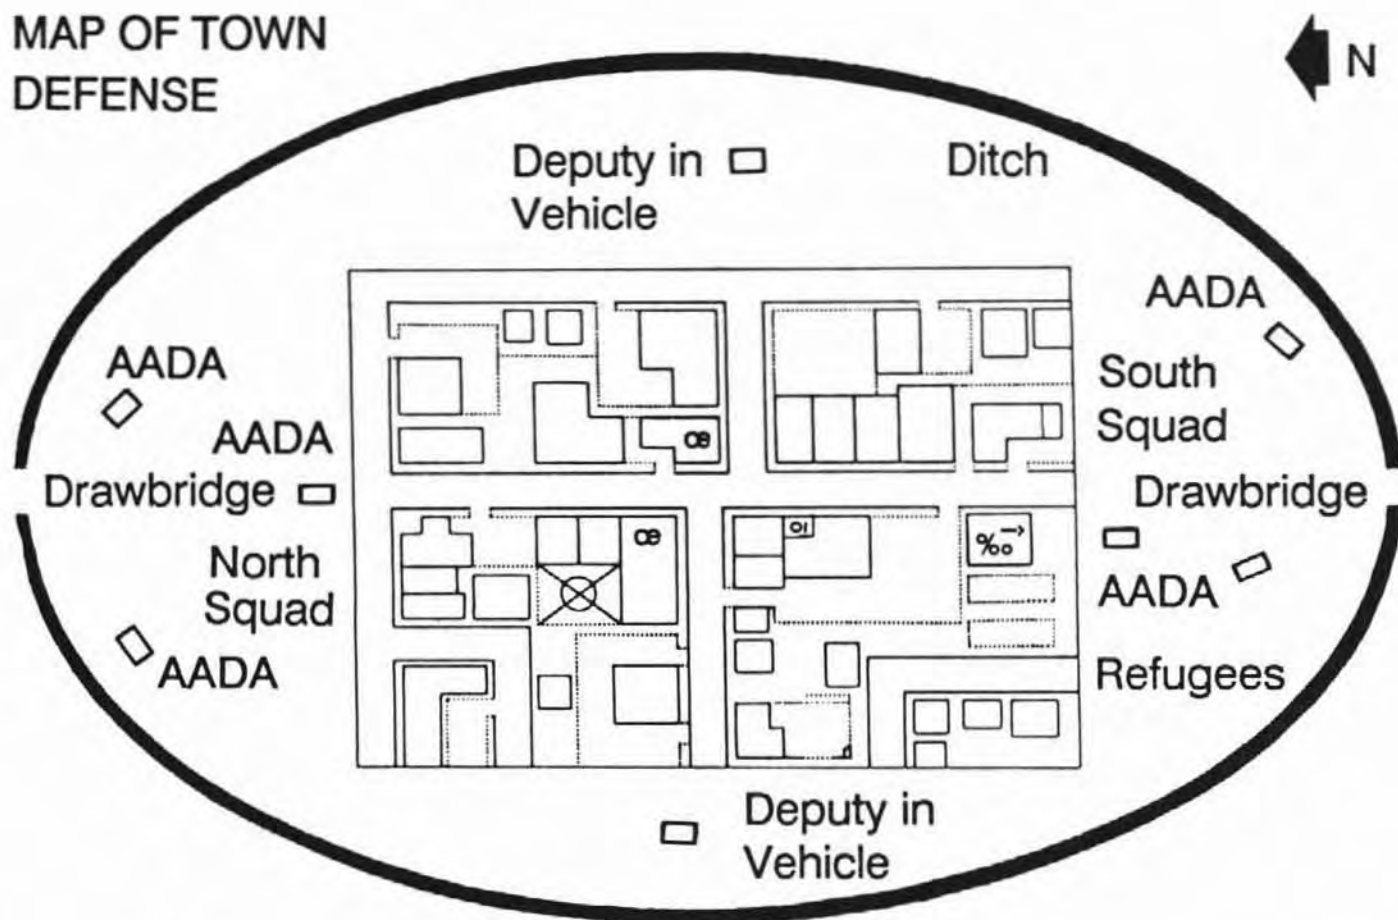 MAP OF TOWN
DEFENSE
N
Deputy in
Vehicle
Ditch
AADA
AADA
South
Squad
AADA
Drawbridge
Drawbridge
North
Squad
AADA
AADA
Refugees
Deputy in
Vehicle